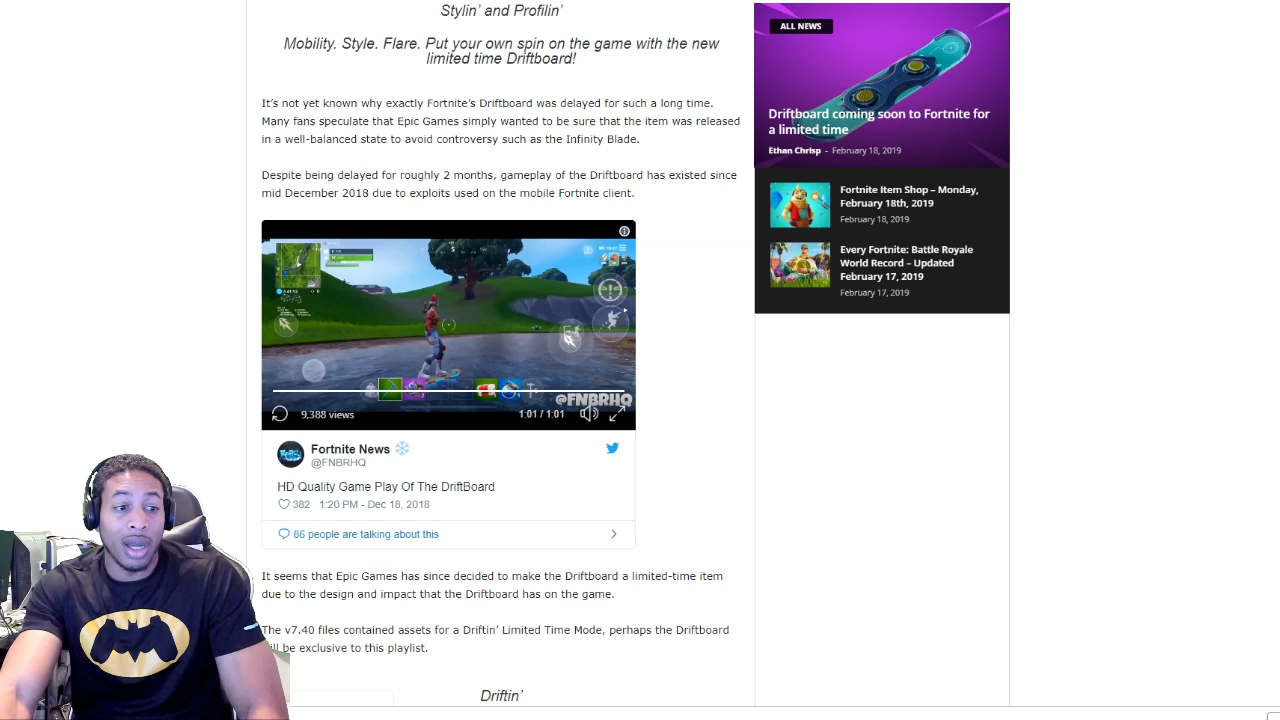 Stylin’ and Profilin’
Mobility. Style. Flare. Put your own spin on the game with the new
limited time Driftboard!
It’s not yet known why exactly Fortnite’s Driftboard was delayed for such a long time.
Many fans speculate that Epic Games simply wanted to be sure that the item was released
in a well-balanced state to avoid controversy such as the Infinity Blade.
Despite being delayed for roughly 2 months, gameplay of the Driftboard has existed since
mid December 2018 due to exploits used on the mobile Fortnite client.
@FNBRHQ
9,388 views
1:01 / 1:01
Fortnite News
@FNBRHQ
HD Quality Game Play Of The DriftBoard
382 1:20 PM - Dec 18, 2018
86 people are talking about this
It seems that Epic Games has since decided to make the Driftboard a limited-time item
due to the design and impact that the Driftboard has on the game.
The v7.40 files contained assets for a Driftin’ Limited Time Mode, perhaps the Driftboard
be exclusive to this playlist.
Driftin’
ALL NEWS
Driftboard coming soon to Fortnite for
a limited time
Ethan Chrisp - February 18, 2019
Fortnite Item Shop – Monday,
February 18th, 2019
February 18, 2019
Every Fortnite: Battle Royale
World Record – Updated
February 17, 2019
February 17, 2019